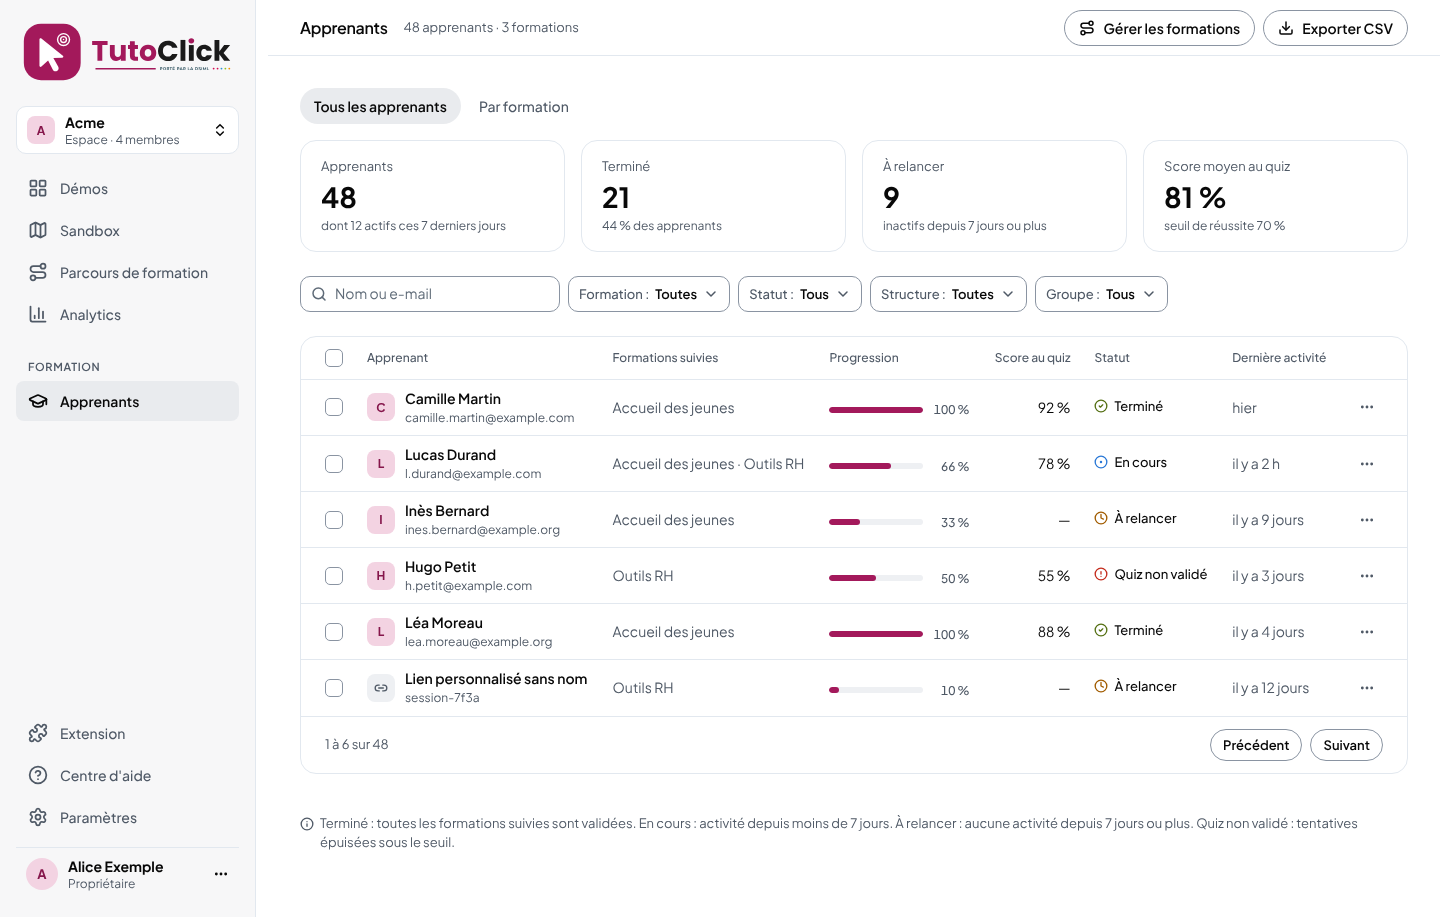 TutoClick
PORTÉ PAR LA DSIML
A
Acme
Espace · 4 membres
Démos
Sandbox
Parcours de formation
Analytics
FORMATION
Apprenants
Extension
Centre d'aide
Paramètres
A
Alice Exemple
Propriétaire
Apprenants 48 apprenants · 3 formations
Gérer les formations
Exporter CSV
Tous les apprenants
Par formation
Apprenants
48
dont 12 actifs ces 7 derniers jours
Terminé
21
44 % des apprenants
À relancer
9
inactifs depuis 7 jours ou plus
Score moyen au quiz
81 %
seuil de réussite 70 %
Nom ou e-mail
Formation : Toutes
Statut : Tous
Structure : Toutes
Groupe : Tous
Apprenant Formations suivies Progression Score au quiz Statut Dernière activité
C Camille Martin
camille.martin@example.com
Accueil des jeunes 100 % 92 % Terminé hier
L Lucas Durand
l.durand@example.com
Accueil des jeunes · Outils RH 66 % 78 % En cours il y a 2 h
I Inès Bernard
ines.bernard@example.org
Accueil des jeunes 33 % — À relancer il y a 9 jours
H Hugo Petit
h.petit@example.com
Outils RH 50 % 55 % Quiz non validé il y a 3 jours
L Léa Moreau
lea.moreau@example.org
Accueil des jeunes 100 % 88 % Terminé il y a 4 jours
Lien personnalisé sans nom
session-7f3a
Outils RH 10 % — À relancer il y a 12 jours
1 à 6 sur 48
Précédent
Suivant
Terminé : toutes les formations suivies sont validées. En cours : activité depuis moins de 7 jours. À relancer : aucune activité depuis 7 jours ou plus. Quiz non validé : tentatives
épuisées sous le seuil.